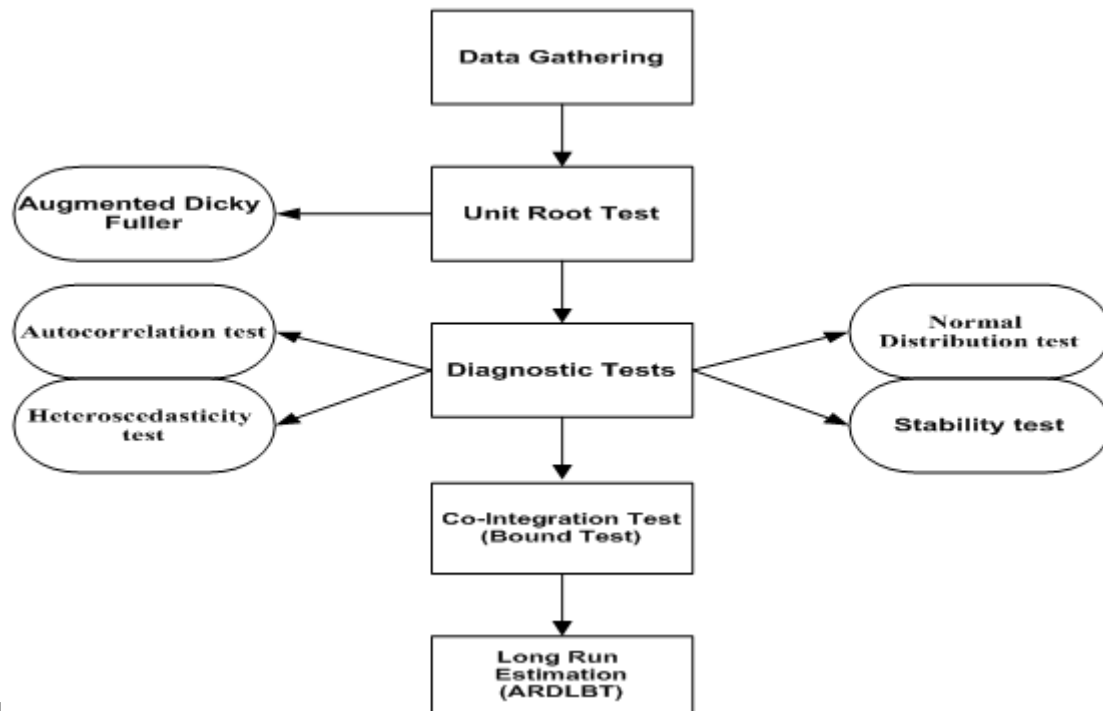 Data Gathering
Augmented Dicky
Fuller
Unit Root Test
Autocorrelation test
Heteroscedasticity
test
Diagnostic Tests
Normal
Distribution test
Stability test
Co-Integration Test
(Bound Test)
Long Run
Estimation
(ARDLBT)